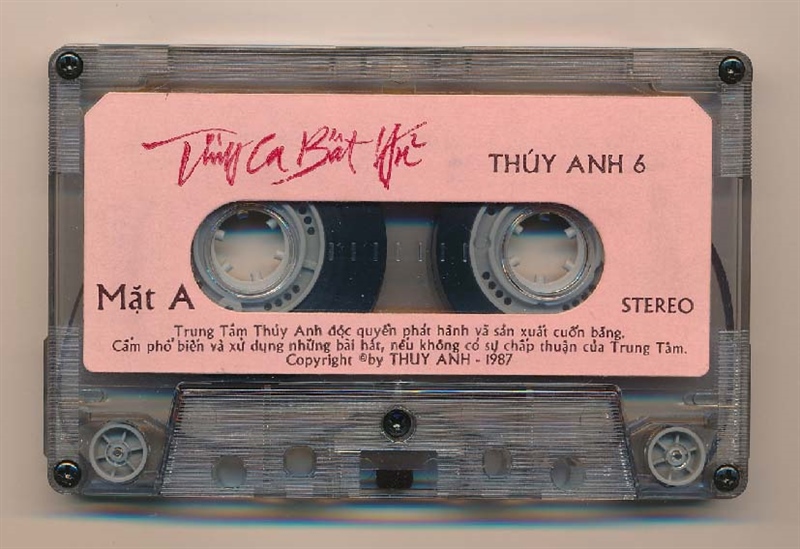 Tình Ca Bất Hủ
THÚY ANH 6
Mặt A
STEREO
Trung Tâm Thúy Anh độc quyền phát hành và sản xuất cuốn băng.
Cấm phổ biến và xử dụng những bài hát, nếu không có sự chấp thuận của Trung Tâm.
Copyright ©by THUY ANH - 1987